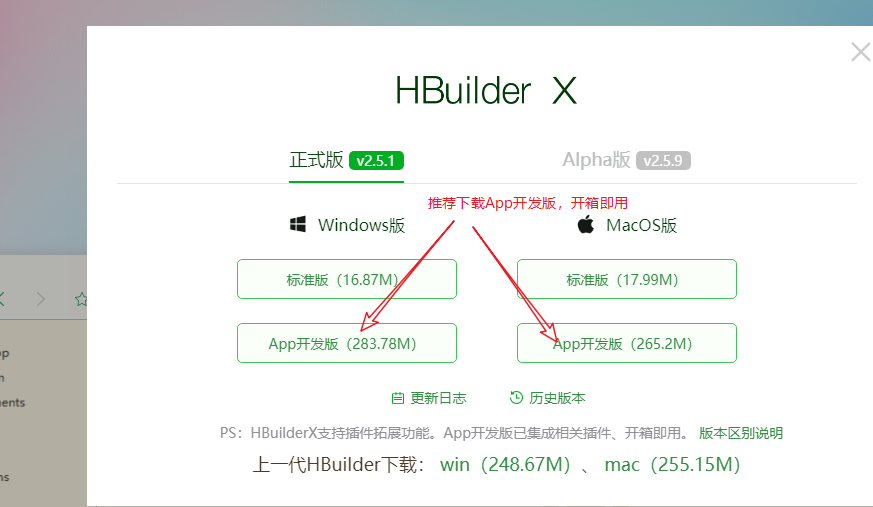 HBuilder X
正式版 v2.5.1
Alpha版 v2.5.9
推荐下载App开发版，开箱即用
Windows版
MacOS版
标准版（16.87M）
标准版（17.99M）
App开发版（283.78M）
App开发版（265.2M）
更新日志
历史版本
PS：HBuilderX支持插件拓展功能。App开发版已集成相关插件、开箱即用。 版本区别说明
上一代HBuilder下载： win（248.67M）、 mac（255.15M）